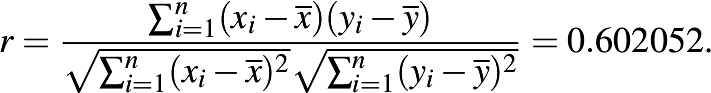 r = \frac{\sum_{i=1}^{n}(x_i - \overline{x})(y_i - \overline{y})}{\sqrt{\sum_{i=1}^{n}(x_i - \overline{x})^2}\sqrt{\sum_{i=1}^{n}(y_i - \overline{y})^2}} = 0.602052.